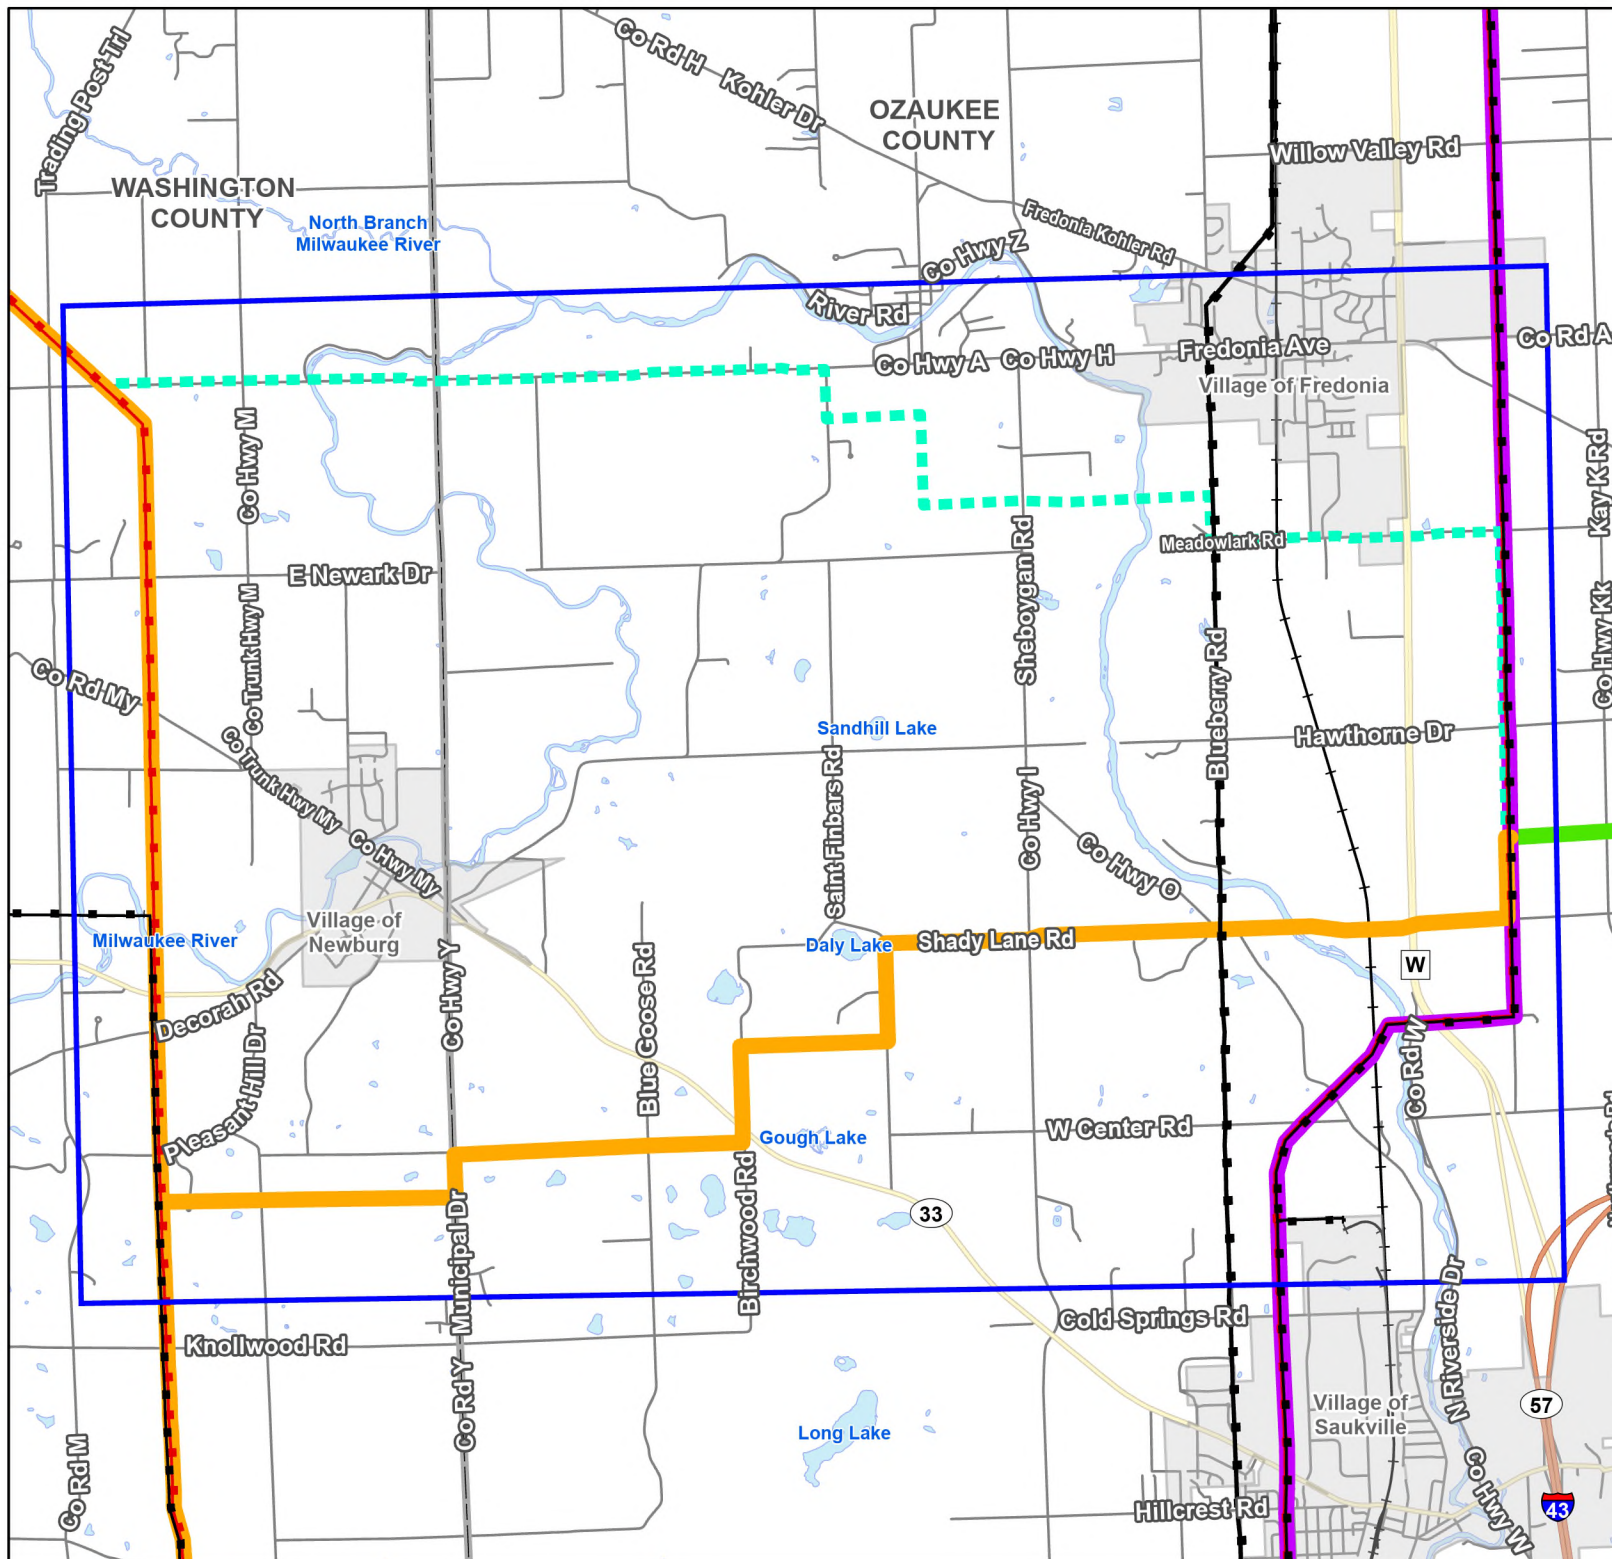 Trading Post Trl
Co Rd H
Kohler Dr
OZAUKEE
COUNTY
Willow Valley Rd
WASHINGTON
COUNTY
North Branch
Milwaukee River
Fredonia Kohler Rd
Co Hwy Z
River Rd
Co Rd A
Co Hwy A
Co Hwy H
Fredonia Ave
Village of Fredonia
Co Hwy M
Kay K Rd
Sheboygan Rd
Meadowlark Rd
E Newark Dr
Co Trunk Hwy M
Co Hwy Kk
Co Rd My
Blueberry Rd
Sandhill Lake
Hawthorne Dr
Co Trunk Hwy My
Saint Finbars Rd
Co Hwy I
Co Hwy My
Co Hwy O
Village of
Newburg
Milwaukee River
Daly Lake
Shady Lane Rd
W
Co Hwy Y
Blue Goose Rd
Decorah Rd
Pleasant Hill Dr
Co Rd W
Gough Lake
W Center Rd
Birchwood Rd
Municipal Dr
33
N Riverside Dr
Knollwood Rd
Cold Springs Rd
Co Rd Y
Village of
Saukville
57
Long Lake
Co Rd M
Hillcrest Rd
Co Hwy W
43